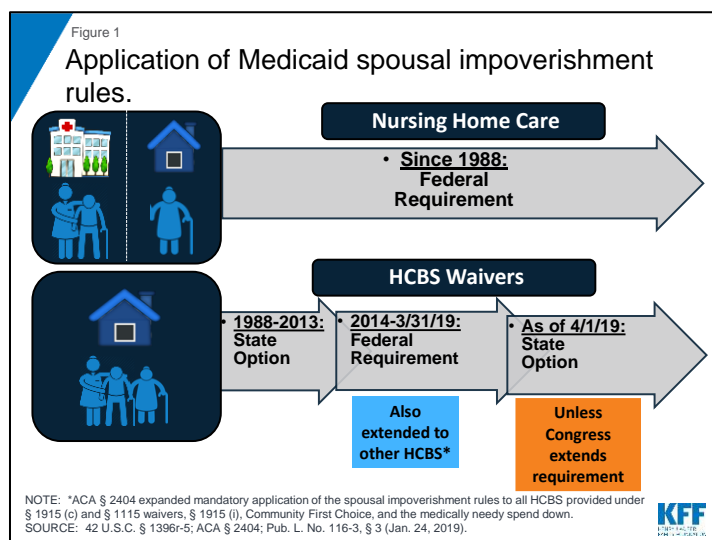 Figure 1
Application of Medicaid spousal impoverishment
rules.
Nursing Home Care
• Since 1988:
Federal
Requirement
HCBS Waivers
• 1988-2013:
State
Option
• 2014-3/31/19:
Federal
Requirement
• As of 4/1/19:
State
Option
Also
extended to
other HCBS*
Unless
Congress
extends
requirement
NOTE: *ACA § 2404 expanded mandatory application of the spousal impoverishment rules to all HCBS provided under
§ 1915 (c) and § 1115 waivers, § 1915 (i), Community First Choice, and the medically needy spend down.
SOURCE: 42 U.S.C. § 1396r-5; ACA § 2404; Pub. L. No. 116-3, § 3 (Jan. 24, 2019).
KFF
HENRY J KAISER
FAMILY FOUNDATION